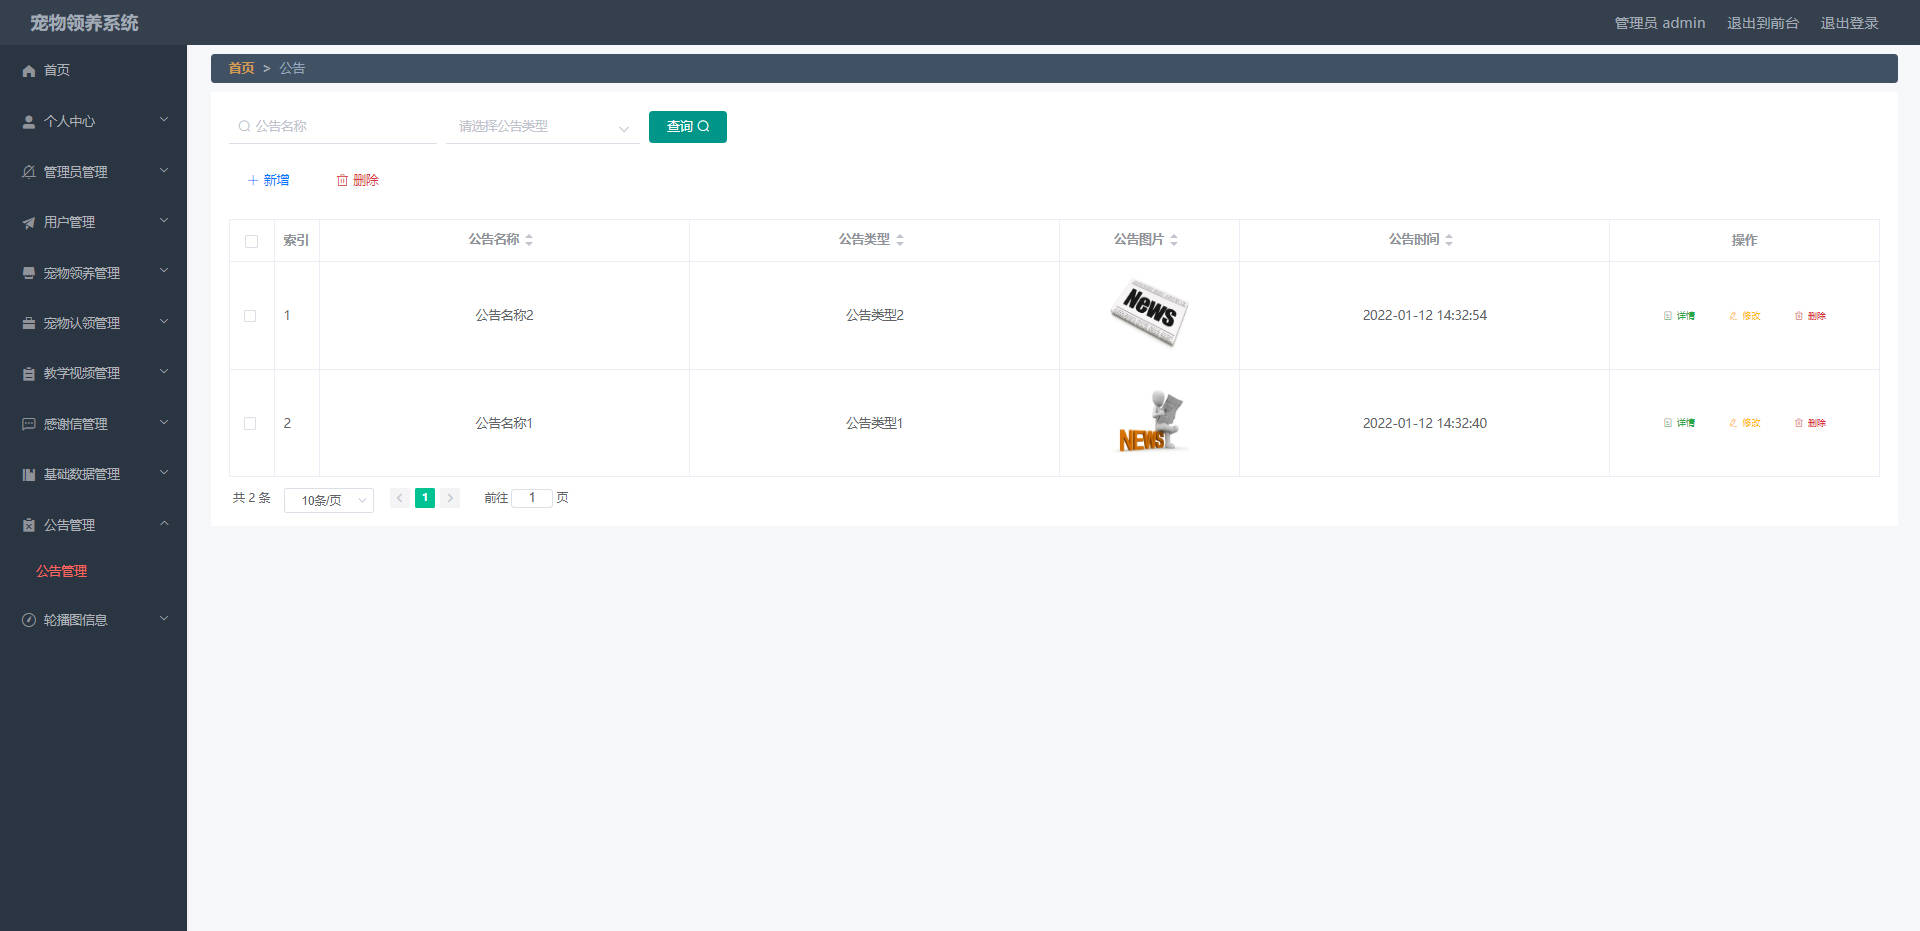 宠物领养系统
管理员 admin 退出到前台 退出登录
首页
个人中心
管理员管理
用户管理
宠物领养管理
宠物认领管理
教学视频管理
感谢信管理
基础数据管理
公告管理
公告管理
轮播图信息
首页 > 公告
公告名称 请选择公告类型 查询
新增 删除
索引 公告名称 公告类型 公告图片 公告时间 操作
1 公告名称2 公告类型2 News 2022-01-12 14:32:54 详情 修改 删除
2 公告名称1 公告类型1 NEWS 2022-01-12 14:32:40 详情 修改 删除
共 2 条 10条/页 1 前往 1 页